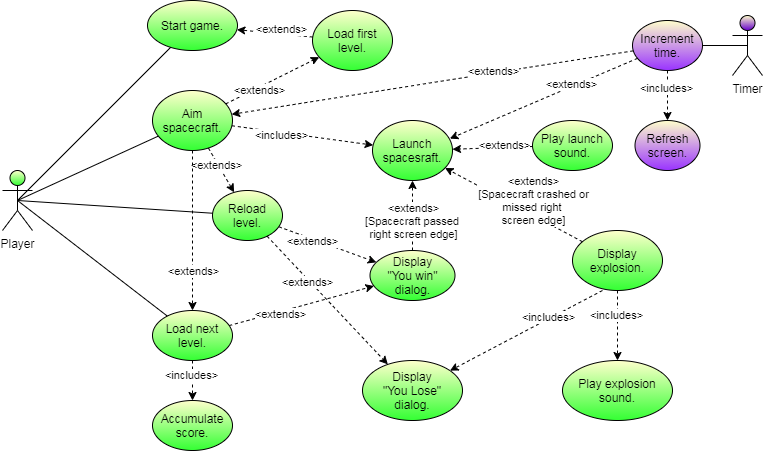 Start game.
<extends>
Load first
level.
Increment
time.
Timer
<extends>
<extends>
<extends>
<includes>
Aim
spacecraft.
<includes>
Launch
spacesraft.
<extends>
Play launch
sound.
Refresh
screen.
<extends>
Player
Reload
level.
<extends>
[Spacecraft passed
right screen edge]
<extends>
[Spacecraft crashed or
missed right
screen edge]
<extends>
<extends>
<extends>
Display
"You win"
dialog.
Display
explosion.
<extends>
<extends>
<includes>
<includes>
Load next
level.
<includes>
Display
"You Lose"
dialog.
Play explosion
sound.
Accumulate
score.